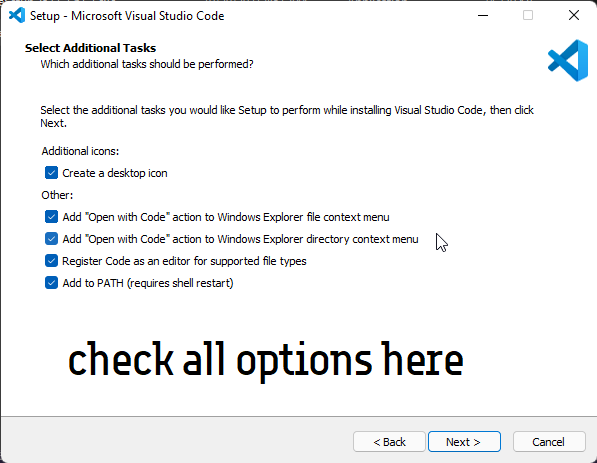 Setup - Microsoft Visual Studio Code
Select Additional Tasks
Which additional tasks should be performed?
Select the additional tasks you would like Setup to perform while installing Visual Studio Code, then click
Next.
Additional icons:
Create a desktop icon
Other:
Add "Open with Code" action to Windows Explorer file context menu
Add "Open with Code" action to Windows Explorer directory context menu
Register Code as an editor for supported file types
Add to PATH (requires shell restart)
check all options here
< Back Next > Cancel